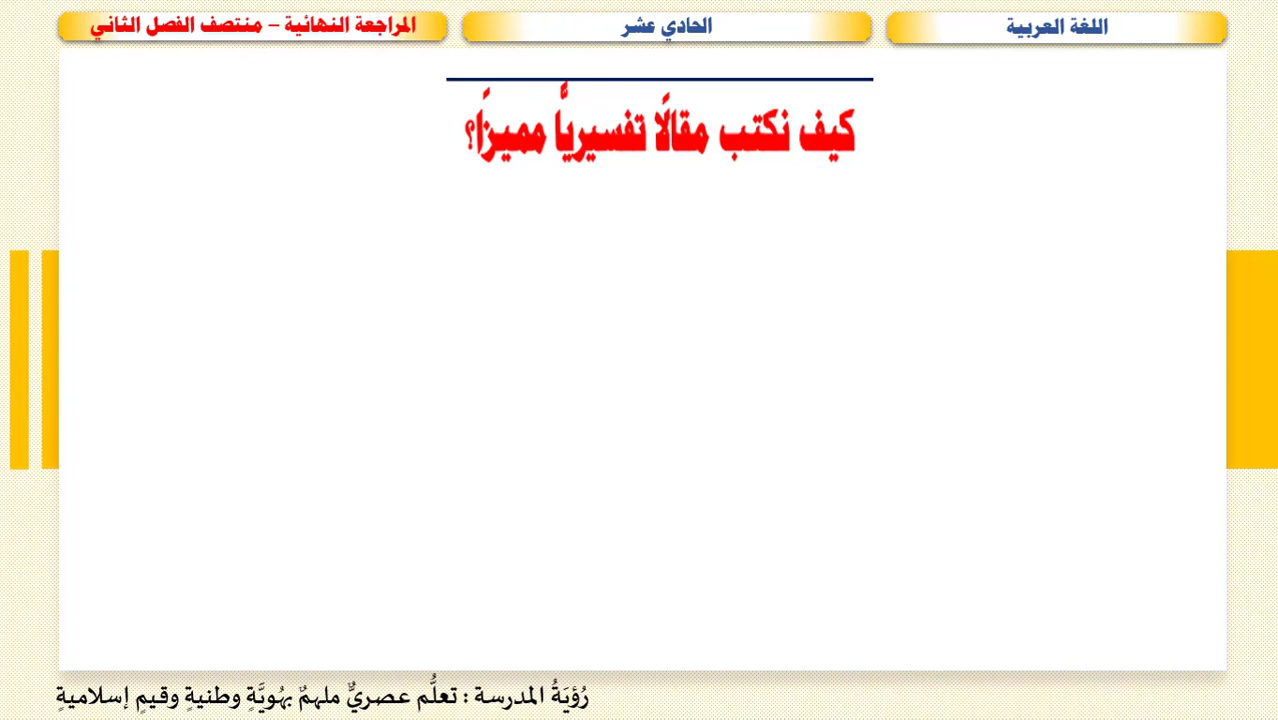 اللغة العربية
الحادي عشر
المراجعة النهائية – منتصف الفصل الثاني
كيف نكتب مقالًا تفسيريًّا مميزًا؟
رُؤيَةُ المدرسة : تعلُّم عصريٌّ ملهمٌ بهُويَّةٍ وطنيةٍ وقيمٍ إسلاميةٍ